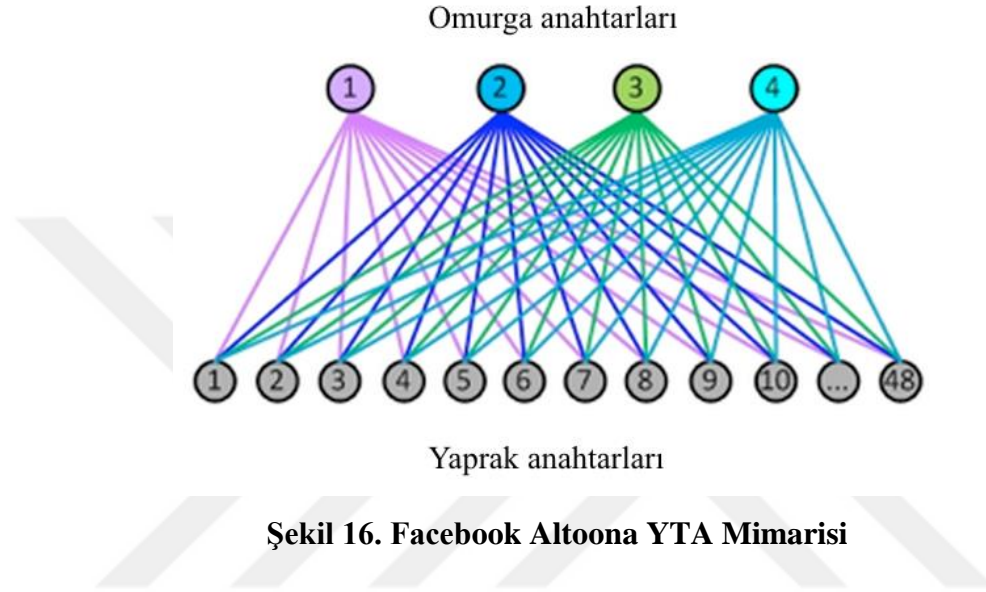 Omurga anahtarları
1 2 3 4
1 2 3 4 5 6 7 8 9 10 ... 48
Yaprak anahtarları
Şekil 16. Facebook Altoona YTA Mimarisi